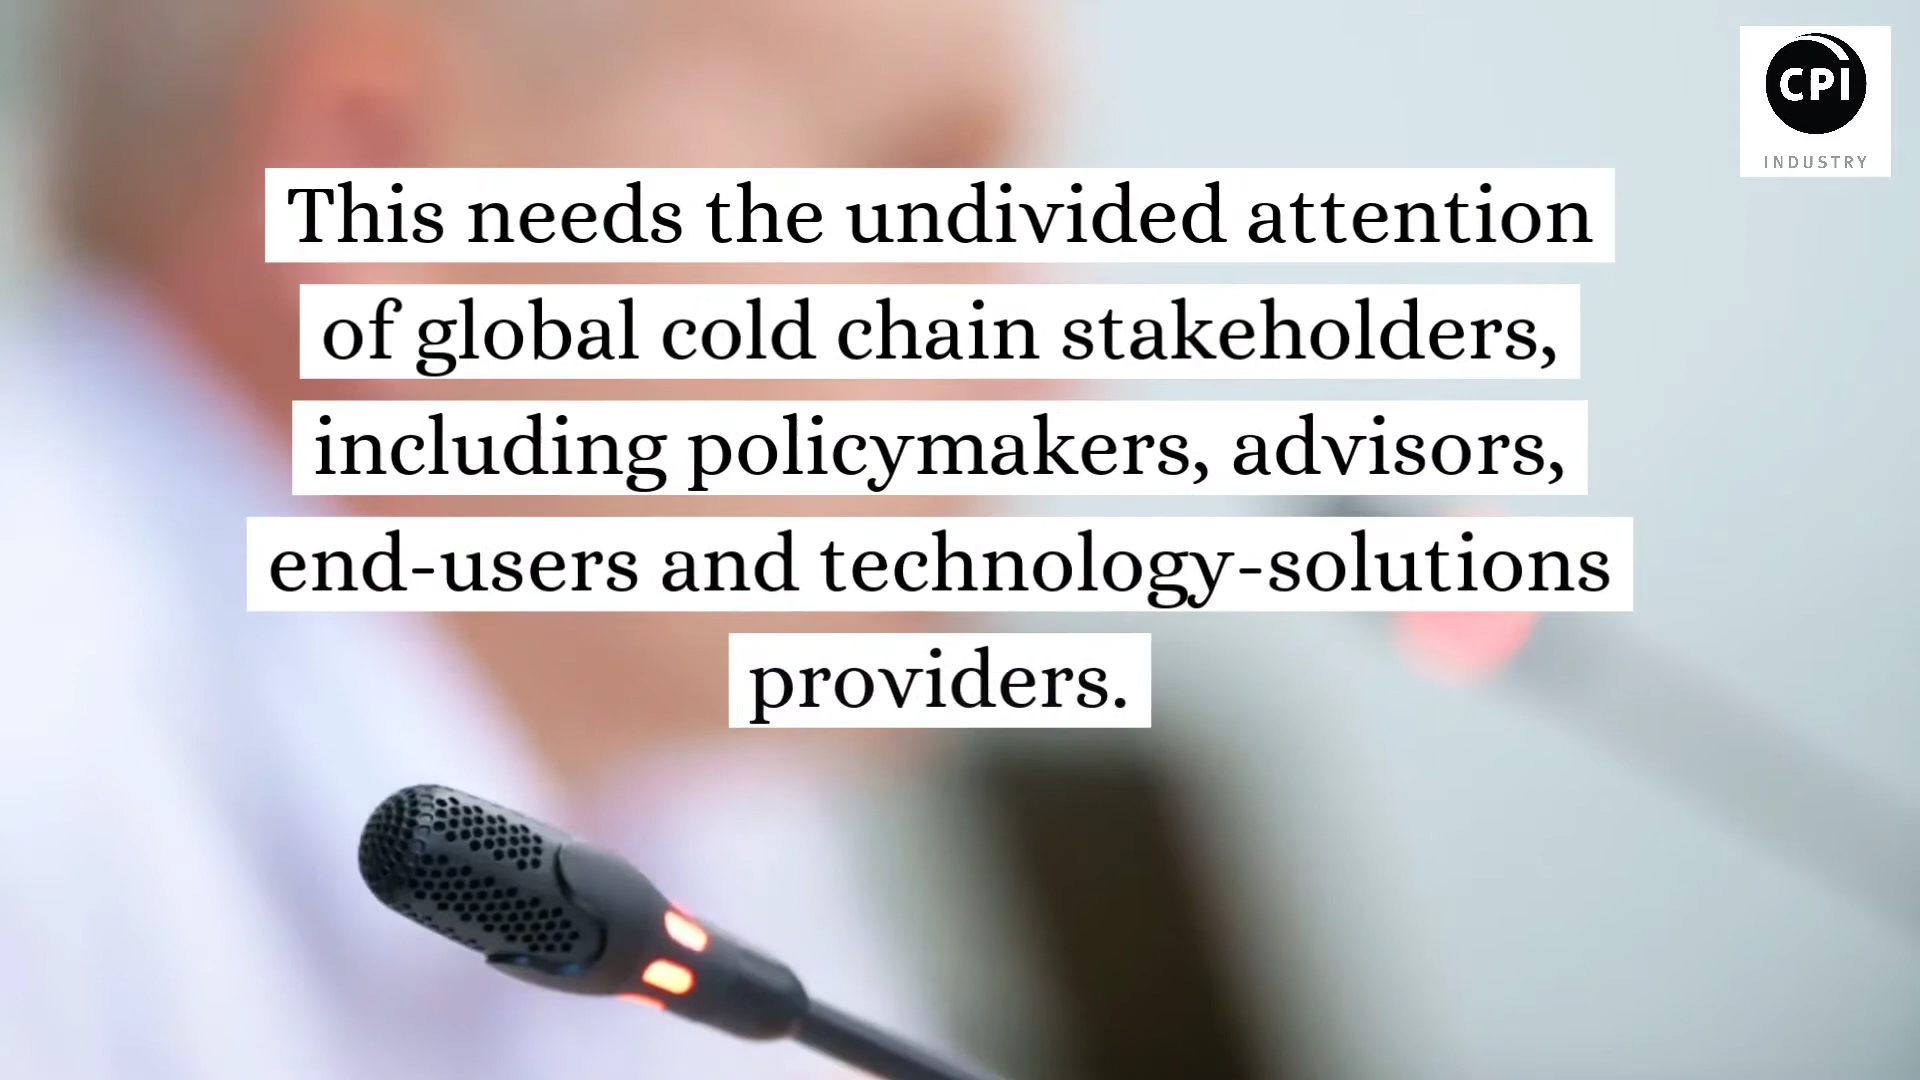 CPI
INDUSTRY
This needs the undivided attention
of global cold chain stakeholders,
including policymakers, advisors,
end-users and technology-solutions
providers.